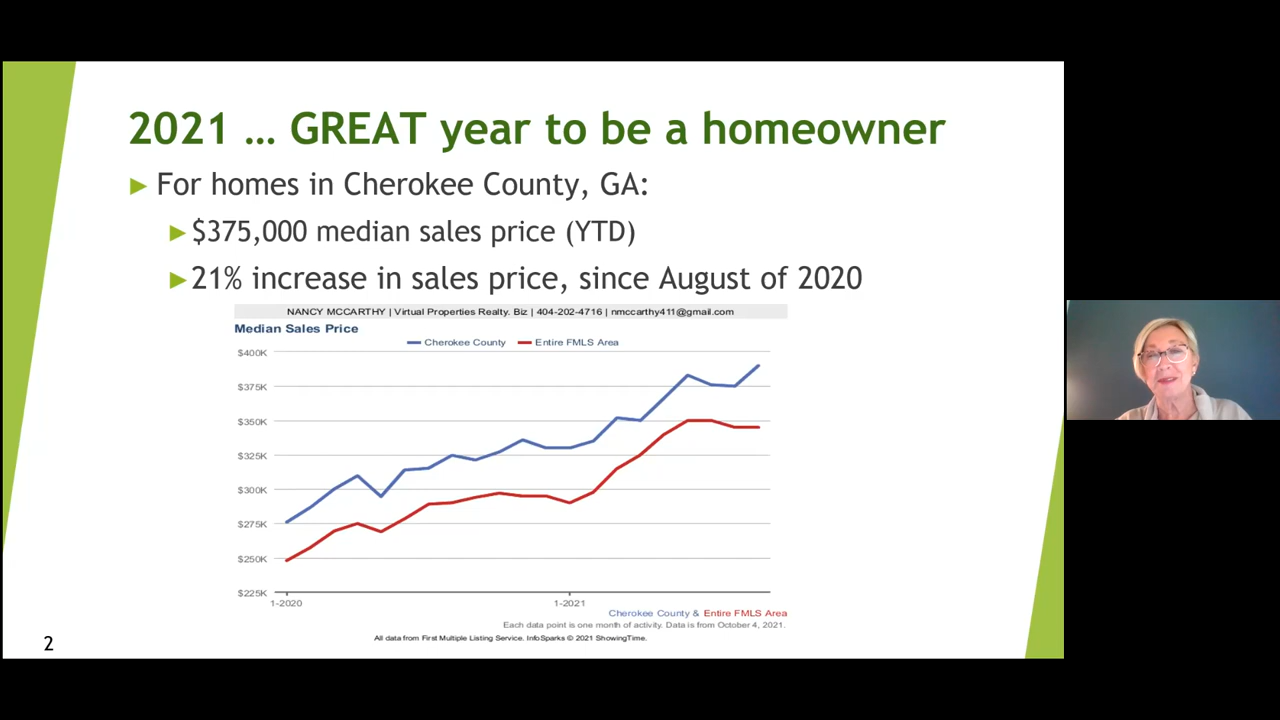 2021 … GREAT year to be a homeowner
► For homes in Cherokee County, GA:
► $375,000 median sales price (YTD)
► 21% increase in sales price, since August of 2020
NANCY MCCARTHY | Virtual Properties Realty. Biz | 404-202-4716 | nmccarthy411@gmail.com
Median Sales Price
Cherokee County Entire FMLS Area
$400K
$375K
$350K
$325K
$300K
$275K
$250K
$225K
1-2020 1-2021
Cherokee County & Entire FMLS Area
Each data point is one month of activity. Data is from October 4, 2021.
All data from First Multiple Listing Service. InfoSparks © 2021 ShowingTime.
2